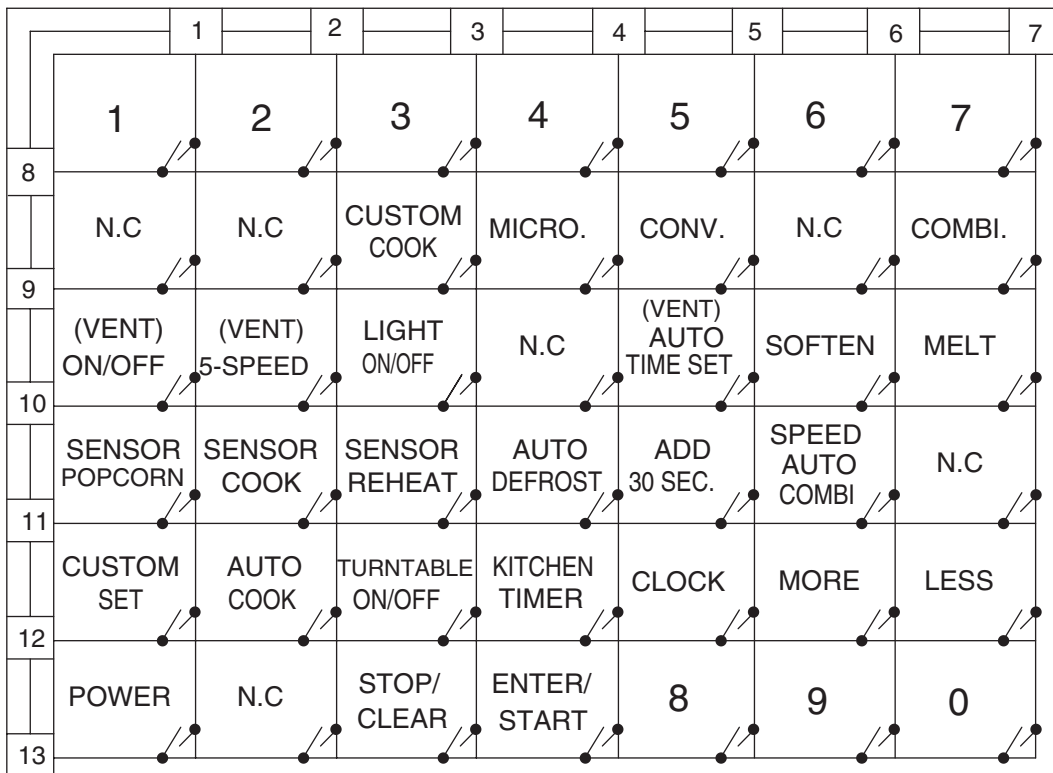 1 2 3 4 5 6 7
1 2 3 4 5 6 7
8
N.C N.C CUSTOM COOK MICRO. CONV. N.C COMBI.
9
(VENT) ON/OFF (VENT) 5-SPEED LIGHT ON/OFF N.C (VENT) AUTO TIME SET SOFTEN MELT
10
SENSOR POPCORN SENSOR COOK SENSOR REHEAT AUTO DEFROST ADD 30 SEC. SPEED AUTO COMBI N.C
11
CUSTOM SET AUTO COOK TURNTABLE ON/OFF KITCHEN TIMER CLOCK MORE LESS
12
POWER N.C STOP/ CLEAR ENTER/ START 8 9 0
13